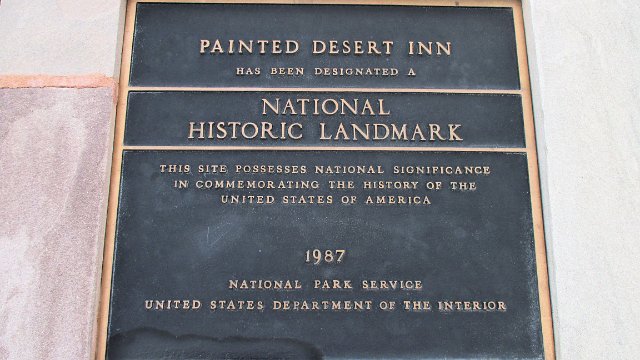 PAINTED DESERT INN
HAS BEEN DESIGNATED A
NATIONAL
HISTORIC LANDMARK
THIS SITE POSSESSES NATIONAL SIGNIFICANCE
IN COMMEMORATING THE HISTORY OF THE
UNITED STATES OF AMERICA
1987
NATIONAL PARK SERVICE
UNITED STATES DEPARTMENT OF THE INTERIOR